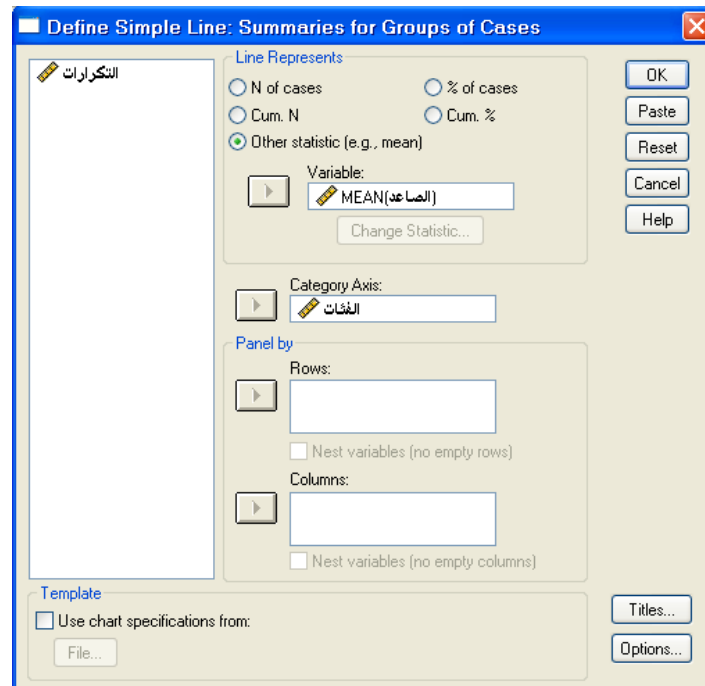 Define Simple Line: Summaries for Groups of Cases
التكرارات
Line Represents
N of cases
% of cases
Cum. N
Cum. %
Other statistic (e.g., mean)
Variable:
MEAN(الصاعد)
Change Statistic...
Category Axis:
الفئات
Panel by
Rows:
Nest variables (no empty rows)
Columns:
Nest variables (no empty columns)
Template
Use chart specifications from:
File...
OK
Paste
Reset
Cancel
Help
Titles...
Options...